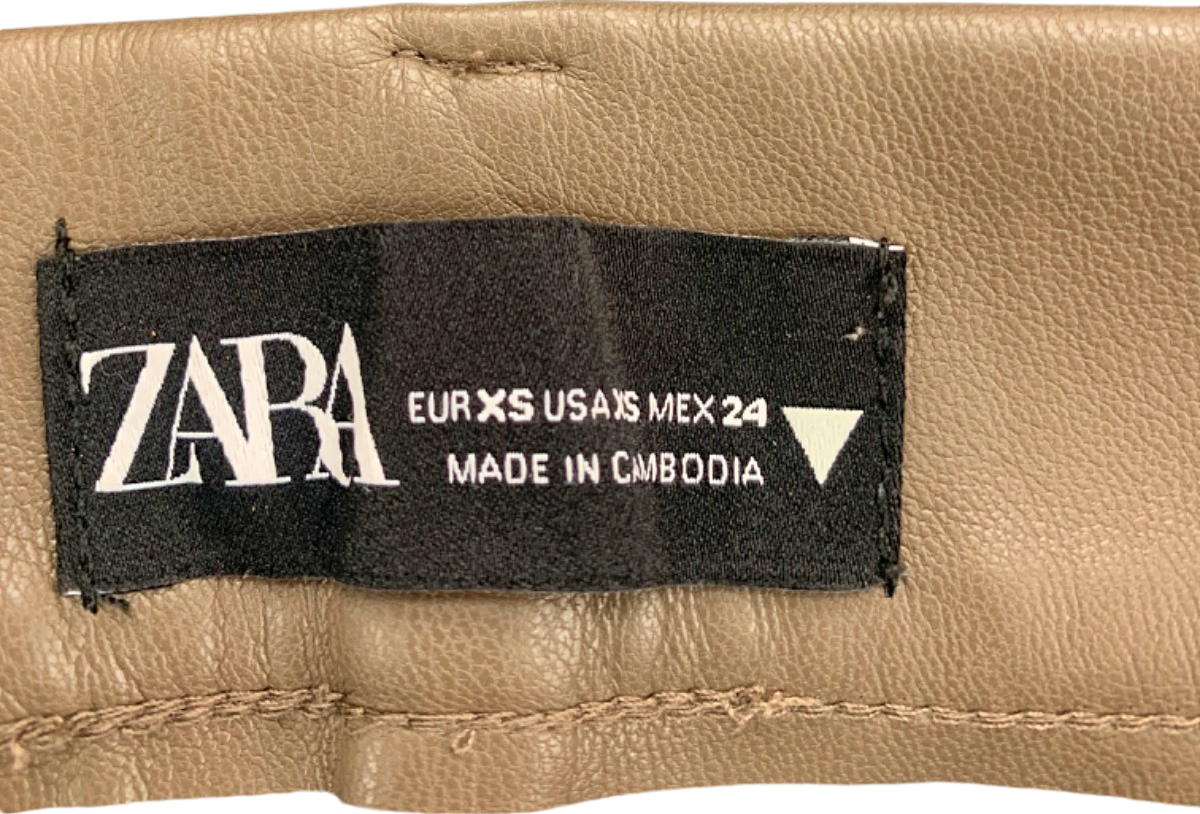 ZARA
EUR XS USA XS MEX 24
MADE IN CAMBODIA